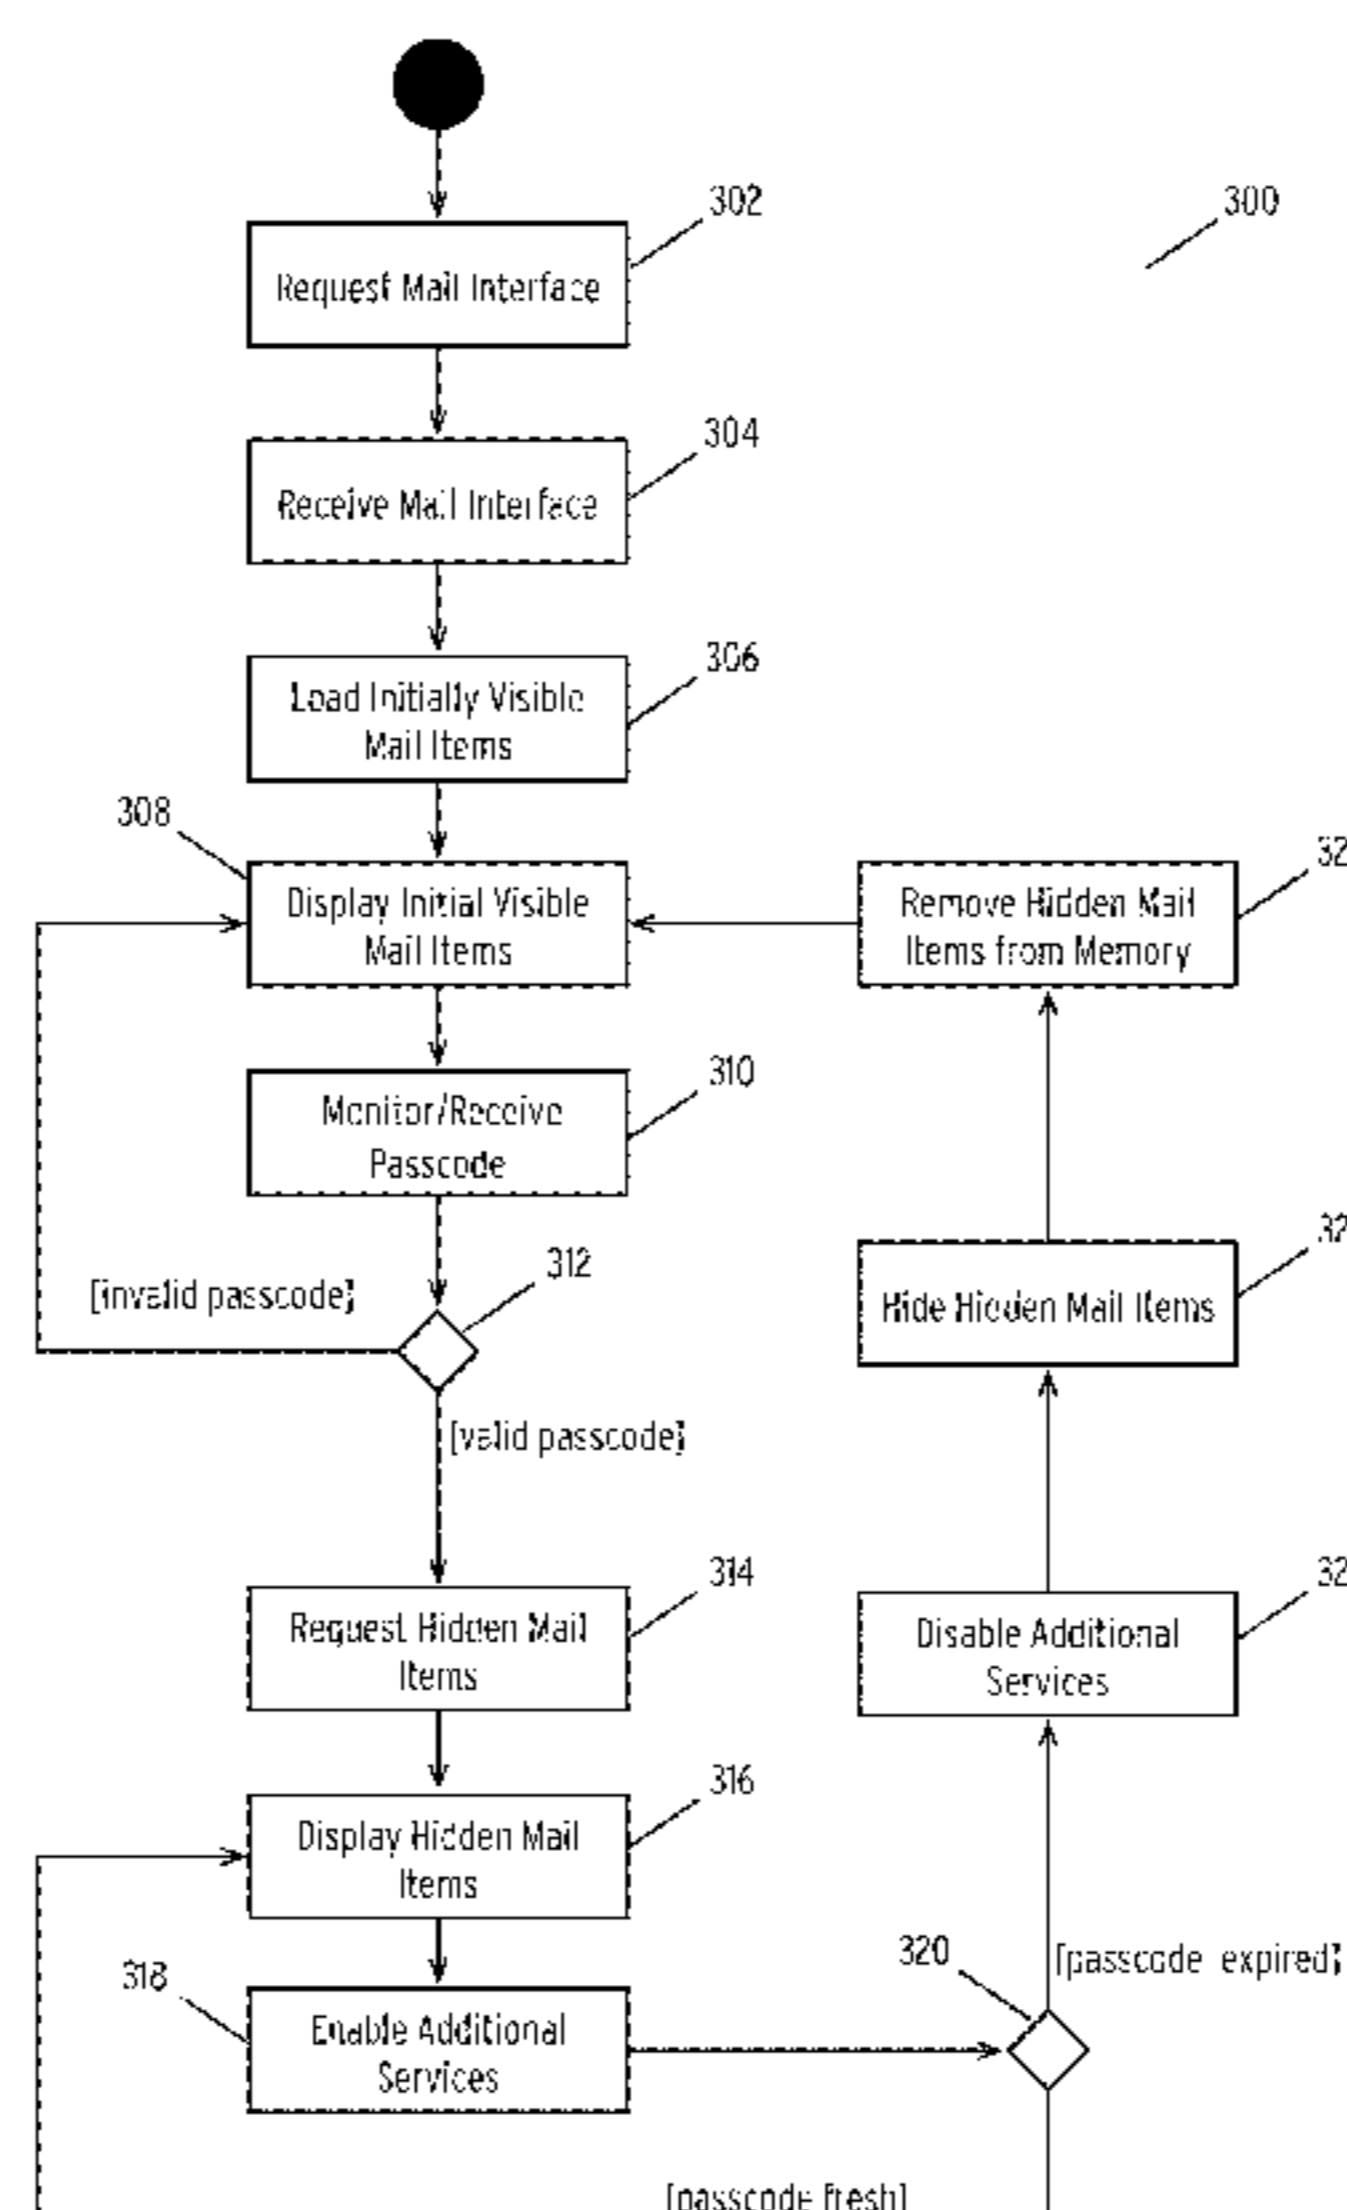 302
300
Request Mail Interface
304
Receive Mail Interface
306
Load Initially Visible
Mail Items
308
Display Initial Visible
Mail Items
Remove Hidden Mail
Items from Memory
310
Monitor/Receive
Passcode
312
[invalid passcode]
Hide Hidden Mail Items
[valid passcode]
314
Request Hidden Mail
Items
Disable Additional
Services
316
Display Hidden Mail
Items
318
320
[passcode expired]
Enable Additional
Services
[passcode fresh]